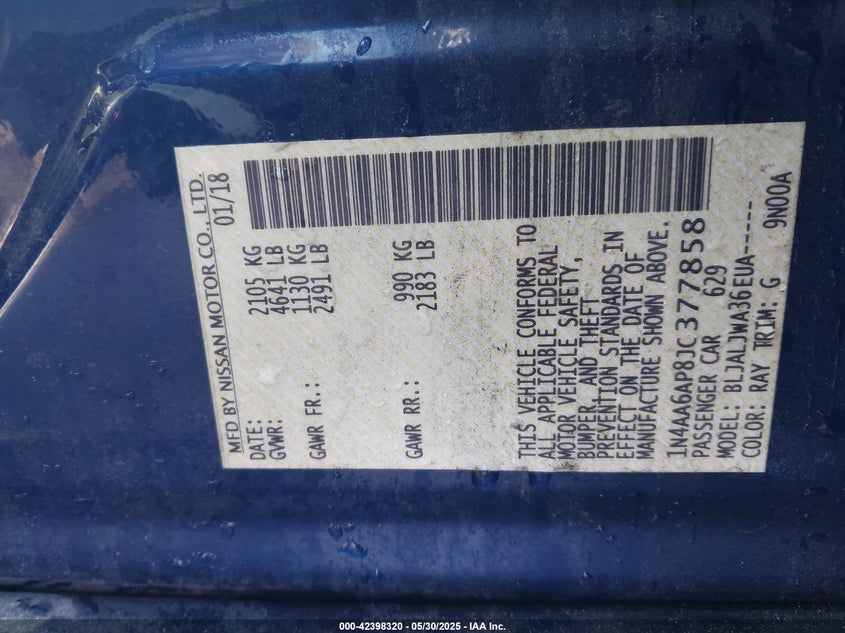 MFD BY NISSAN MOTOR CO., LTD.
DATE: 01/18
GVWR: 2105 KG
4641 LB
GAWR FR.: 1130 KG
2491 LB
GAWR RR.: 990 KG
2183 LB
THIS VEHICLE CONFORMS TO
ALL APPLICABLE FEDERAL
MOTOR VEHICLE SAFETY,
BUMPER, AND THEFT
PREVENTION STANDARDS IN
EFFECT ON THE DATE OF
MANUFACTURE SHOWN ABOVE.
1N4AA6AP8JC377858
PASSENGER CAR 629
MODEL: BLJALJWA36EUA-----
COLOR: RAY TRIM: G 9N00A
000-42398320 - 05/30/2025 - IAA Inc.